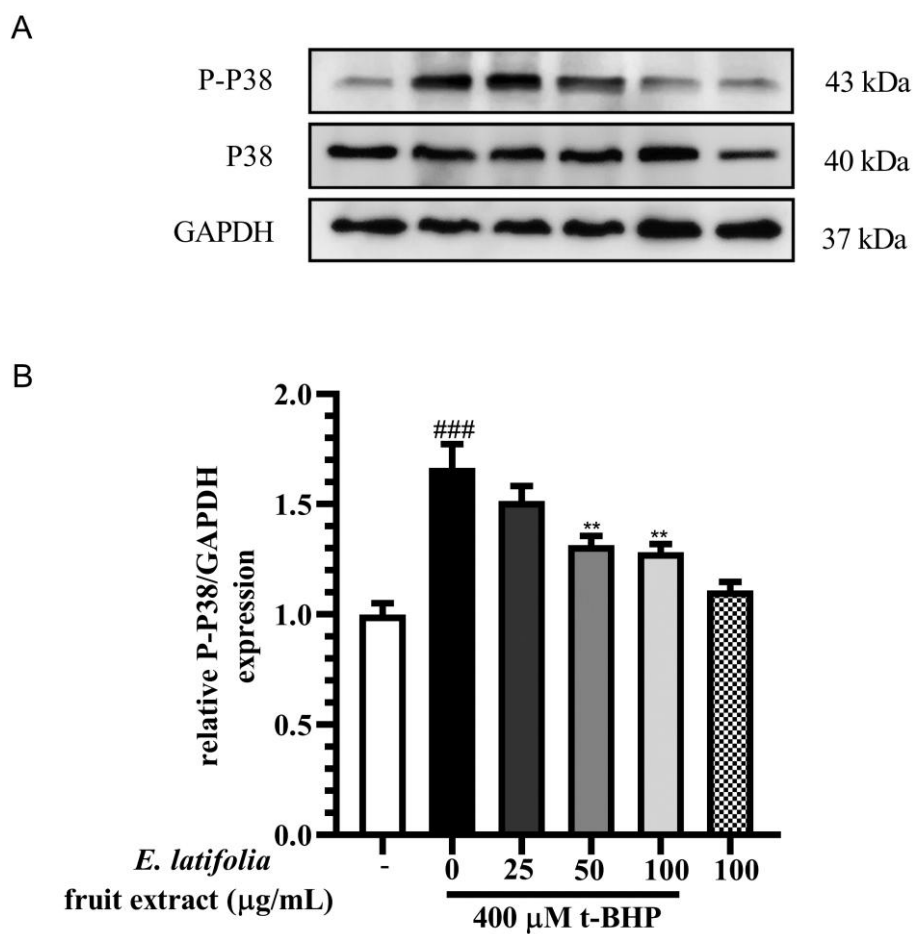 A
P-P38 43 kDa
P38 40 kDa
GAPDH 37 kDa
B
relative P-P38/GAPDH
expression
2.0
1.5
1.0
0.5
0.0
###
**
**
E. latifolia
fruit extract (μg/mL)
- 0 25 50 100 100
400 μM t-BHP